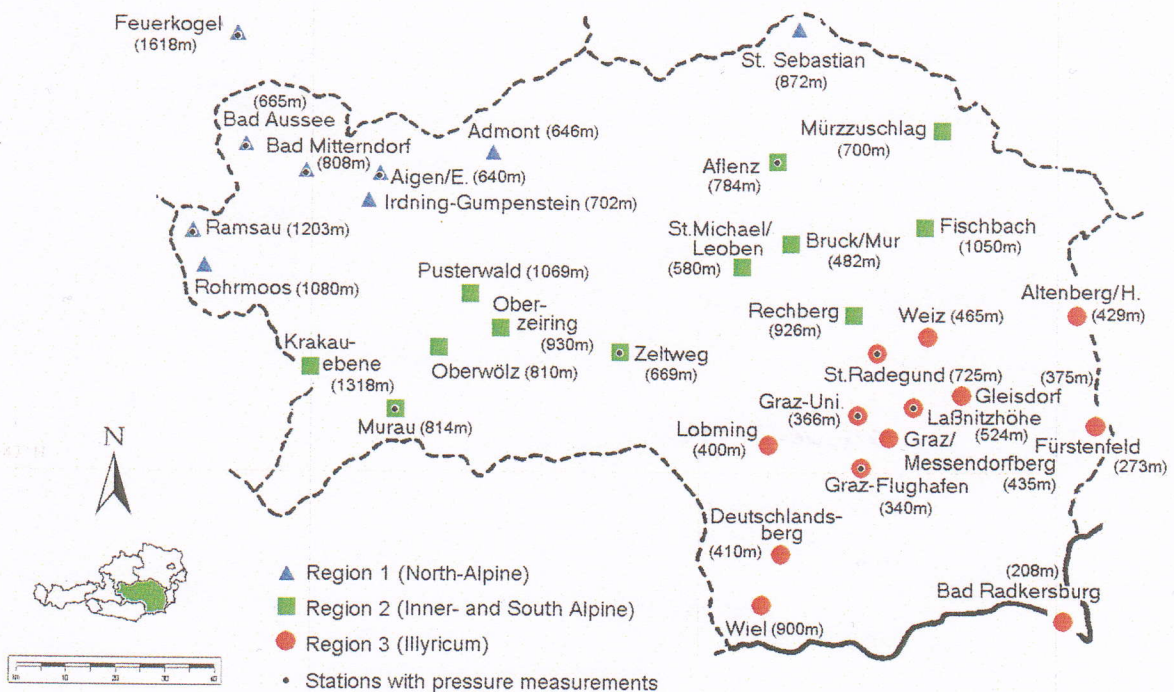 Feuerkogel
(1618m)
St. Sebastian
(872m)
(665m)
Bad Aussee
Bad Mitterndorf
(808m)
Admont (646m)
Aigen/E. (640m)
Irdning-Gumpenstein (702m)
Mürzzuschlag
(700m)
Aflenz
(784m)
Ramsau (1203m)
Rohrmoos (1080m)
St.Michael/
Leoben
(580m)
Bruck/Mur
(482m)
Fischbach
(1050m)
Pusterwald (1069m)
Ober-
zeiring
(930m)
Oberwölz (810m)
Krakau-
ebene
(1318m)
Murau (814m)
Zeltweg
(669m)
Rechberg
(926m)
Weiz (465m)
Altenberg/H.
(429m)
St.Radegund (725m)
(375m)
Gleisdorf
Graz-Uni.
(366m)
Laßnitzhöhe
(524m)
Fürstenfeld
(273m)
Lobming
(400m)
Graz/
Messendorfberg
(435m)
Graz-Flughafen
(340m)
Deutschlands-
berg
(410m)
Wiel (900m)
(208m)
Bad Radkersburg
N
Region 1 (North-Alpine)
Region 2 (Inner- and South Alpine)
Region 3 (Illyricum)
Stations with pressure measurements